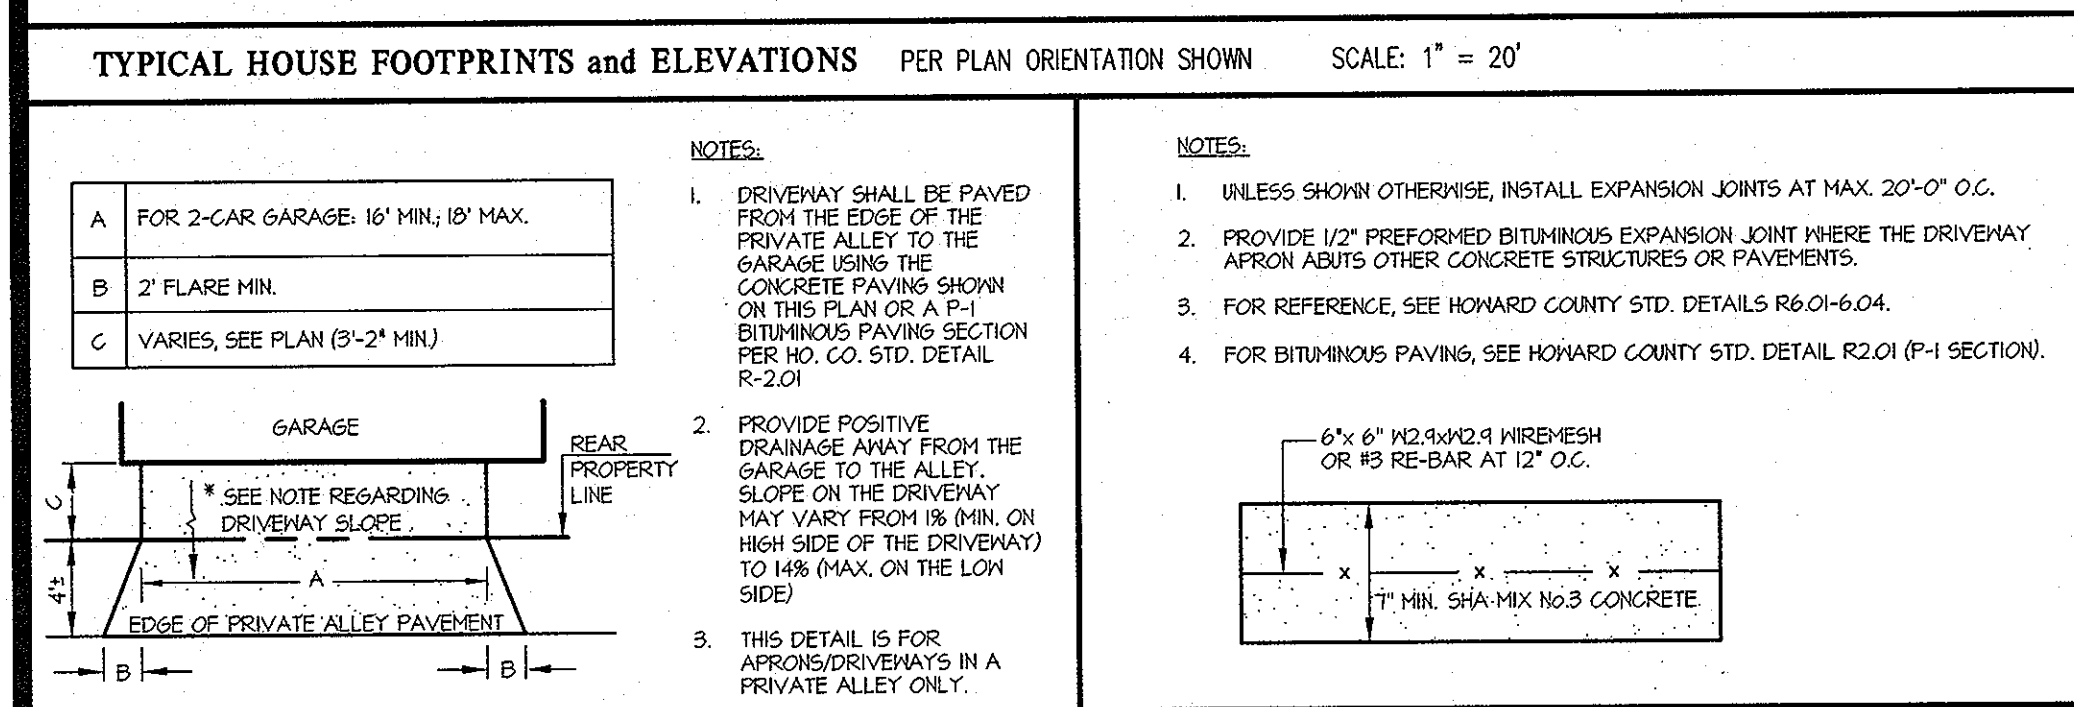 TYPICAL HOUSE FOOTPRINTS and ELEVATIONS PER PLAN ORIENTATION SHOWN SCALE: 1" = 20'
A FOR 2-CAR GARAGE: 16' MIN.; 18' MAX.
B 2' FLARE MIN.
C VARIES, SEE PLAN (3'-2" MIN.)
GARAGE
REAR
PROPERTY
LINE
C
* SEE NOTE REGARDING
DRIVEWAY SLOPE
4'±
A
EDGE OF PRIVATE ALLEY PAVEMENT
B
B
NOTES:
1. DRIVEWAY SHALL BE PAVED
FROM THE EDGE OF THE
PRIVATE ALLEY TO THE
GARAGE USING THE
CONCRETE PAVING SHOWN
ON THIS PLAN OR A P-1
BITUMINOUS PAVING SECTION
PER HO. CO. STD. DETAIL
R-2.01
2. PROVIDE POSITIVE
DRAINAGE AWAY FROM THE
GARAGE TO THE ALLEY.
SLOPE ON THE DRIVEWAY
MAY VARY FROM 1% (MIN. ON
HIGH SIDE OF THE DRIVEWAY)
TO 14% (MAX. ON THE LOW
SIDE)
3. THIS DETAIL IS FOR
APRONS/DRIVEWAYS IN A
PRIVATE ALLEY ONLY.
NOTES:
1. UNLESS SHOWN OTHERWISE, INSTALL EXPANSION JOINTS AT MAX. 20'-0" O.C.
2. PROVIDE 1/2" PREFORMED BITUMINOUS EXPANSION JOINT WHERE THE DRIVEWAY
APRON ABUTS OTHER CONCRETE STRUCTURES OR PAVEMENTS.
3. FOR REFERENCE, SEE HOWARD COUNTY STD. DETAILS R6.01-6.04.
4. FOR BITUMINOUS PAVING, SEE HOWARD COUNTY STD. DETAIL R2.01 (P-1 SECTION).
6"x 6" W2.9xW2.9 WIREMESH
OR #3 RE-BAR AT 12" O.C.
x x x
7" MIN. SHA-MIX No.3 CONCRETE